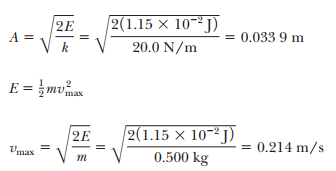 A = √(2E/k) = √(2(1.15 × 10⁻² J)/20.0 N/m) = 0.033 9 m
E = ½mv²max
vmax = √(2E/m) = √(2(1.15 × 10⁻² J)/0.500 kg) = 0.214 m/s